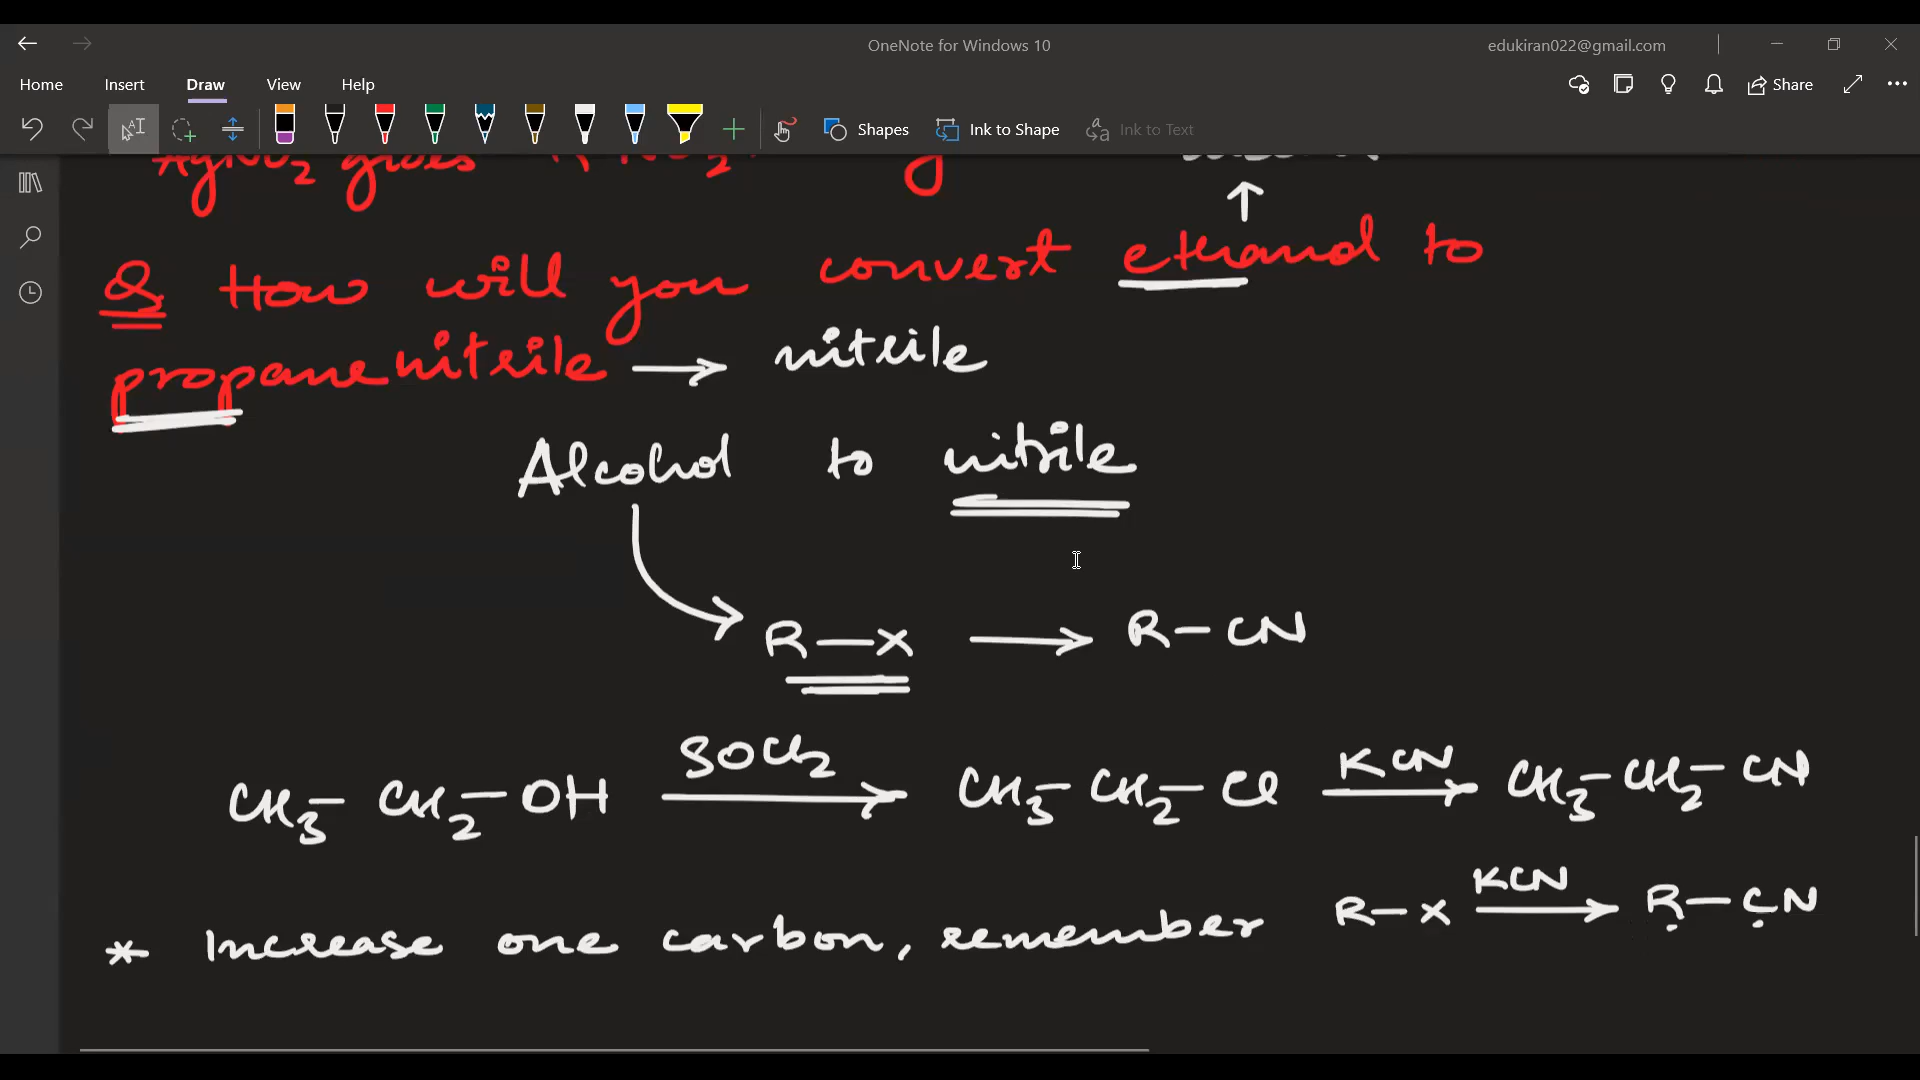 OneNote for Windows 10
edukiran022@gmail.com
Home Insert Draw View Help
Share
Shapes Ink to Shape Ink to Text
AgNO2 gives
Q How will you convert ethanol to
propanenitrile → nitrile
Alcohol to nitrile
R—X → R-CN
CH3-CH2-OH SOCl2→ CH3-CH2-Cl KCN→ CH3-CH2-CN
* Increase one carbon, remember R-X KCN→ R-CN